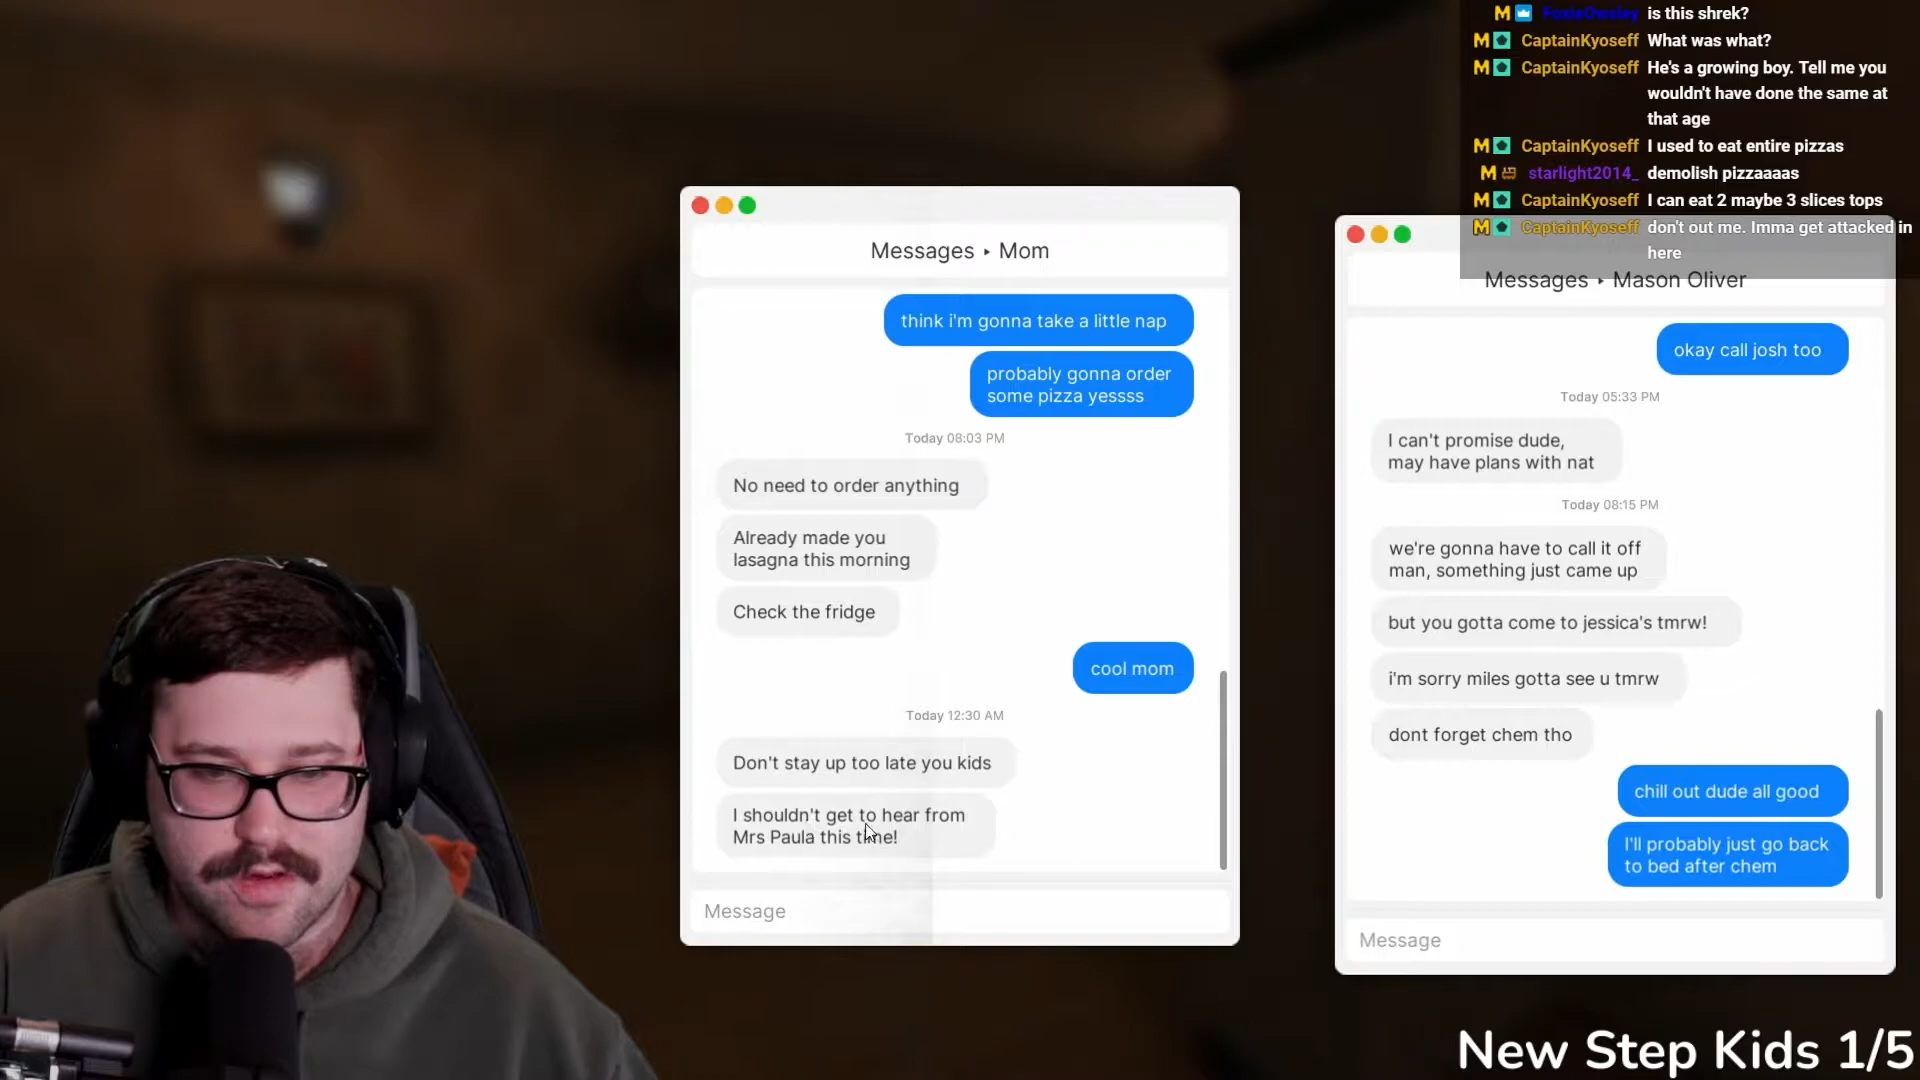 M is this shrek?
M CaptainKyoseff What was what?
M CaptainKyoseff He's a growing boy. Tell me you
wouldn't have done the same at
that age
M CaptainKyoseff I used to eat entire pizzas
M starlight2014_ demolish pizzaaaas
M CaptainKyoseff I can eat 2 maybe 3 slices tops
M CaptainKyoseff don't out me. Imma get attacked in
here
Messages ‣ Mom
think i'm gonna take a little nap
probably gonna order
some pizza yessss
Today 08:03 PM
No need to order anything
Already made you
lasagna this morning
Check the fridge
cool mom
Today 12:30 AM
Don't stay up too late you kids
I shouldn't get to hear from
Mrs Paula this time!
Message
Messages ‣ Mason Oliver
okay call josh too
Today 05:33 PM
I can't promise dude,
may have plans with nat
Today 08:15 PM
we're gonna have to call it off
man, something just came up
but you gotta come to jessica's tmrw!
i'm sorry miles gotta see u tmrw
dont forget chem tho
chill out dude all good
I'll probably just go back
to bed after chem
Message
New Step Kids 1/5